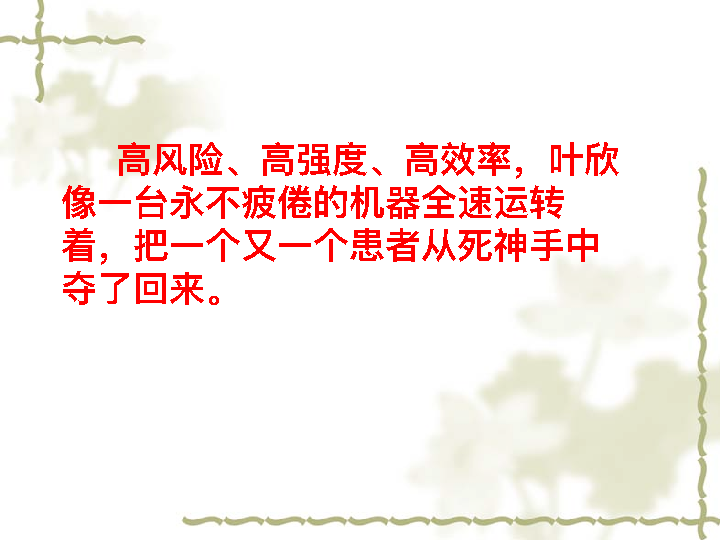 高风险、高强度、高效率，叶欣
像一台永不疲倦的机器全速运转
着，把一个又一个患者从死神手中
夺了回来。